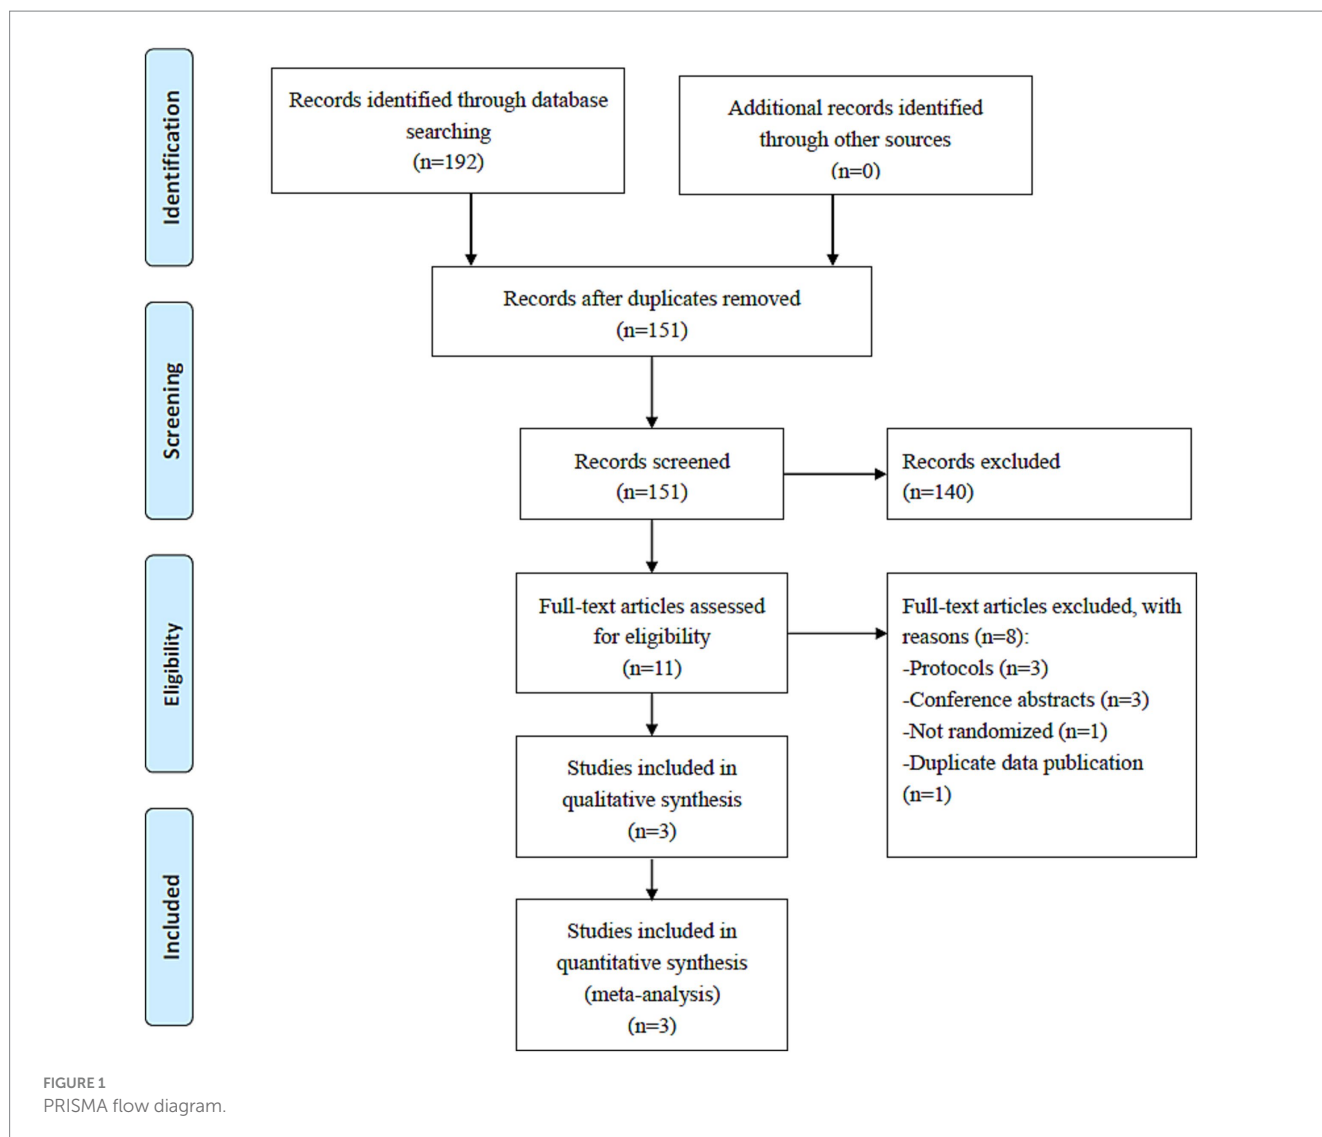 Identification
Records identified through database
searching
(n=192)
Additional records identified
through other sources
(n=0)
Records after duplicates removed
(n=151)
Screening
Records screened
(n=151)
Records excluded
(n=140)
Eligibility
Full-text articles assessed
for eligibility
(n=11)
Full-text articles excluded, with
reasons (n=8):
-Protocols (n=3)
-Conference abstracts (n=3)
-Not randomized (n=1)
-Duplicate data publication
(n=1)
Studies included in
qualitative synthesis
(n=3)
Included
Studies included in
quantitative synthesis
(meta-analysis)
(n=3)
FIGURE 1
PRISMA flow diagram.